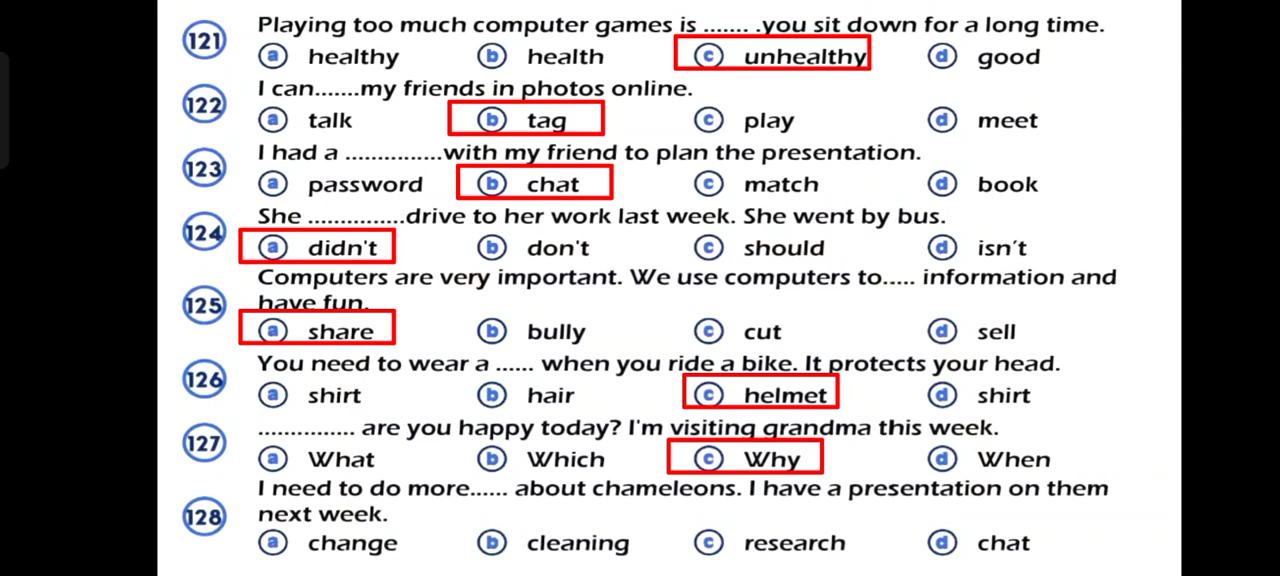 121 Playing too much computer games is ....... .you sit down for a long time.
a healthy b health c unhealthy d good
122 I can.......my friends in photos online.
a talk b tag c play d meet
123 I had a ...............with my friend to plan the presentation.
a password b chat c match d book
124 She ...............drive to her work last week. She went by bus.
a didn't b don't c should d isn't
125 Computers are very important. We use computers to..... information and
have fun.
a share b bully c cut d sell
126 You need to wear a ...... when you ride a bike. It protects your head.
a shirt b hair c helmet d shirt
127 ............... are you happy today? I'm visiting grandma this week.
a What b Which c Why d When
128 I need to do more...... about chameleons. I have a presentation on them
next week.
a change b cleaning c research d chat